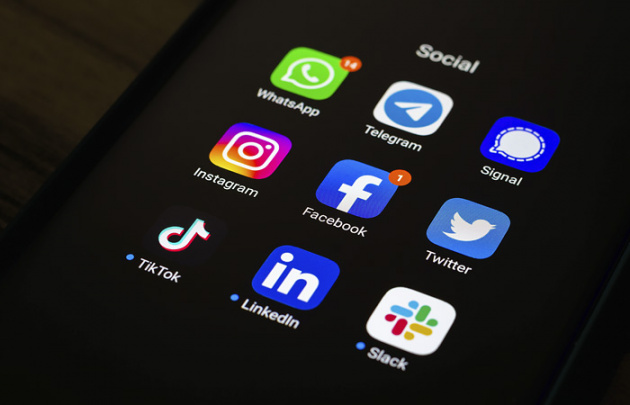 Social
14
WhatsApp
Telegram
Signal
Instagram
1
Facebook
Twitter
TikTok
in
LinkedIn
Slack